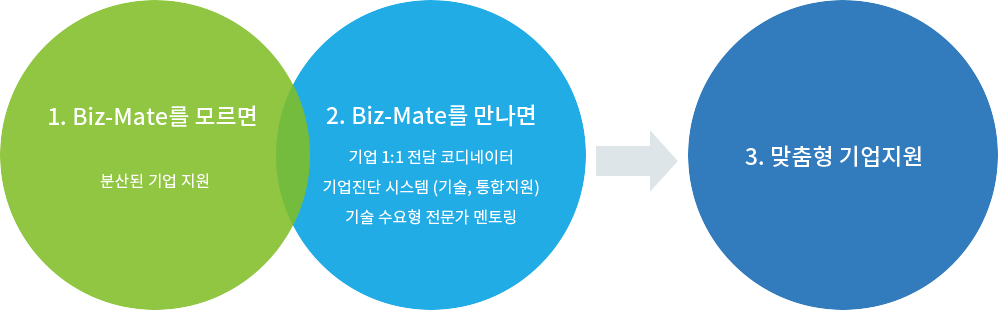 1. Biz-Mate를 모르면
분산된 기업 지원
2. Biz-Mate를 만나면
기업 1:1 전담 코디네이터
기업진단 시스템 (기술, 통합지원)
기술 수요형 전문가 멘토링
3. 맞춤형 기업지원